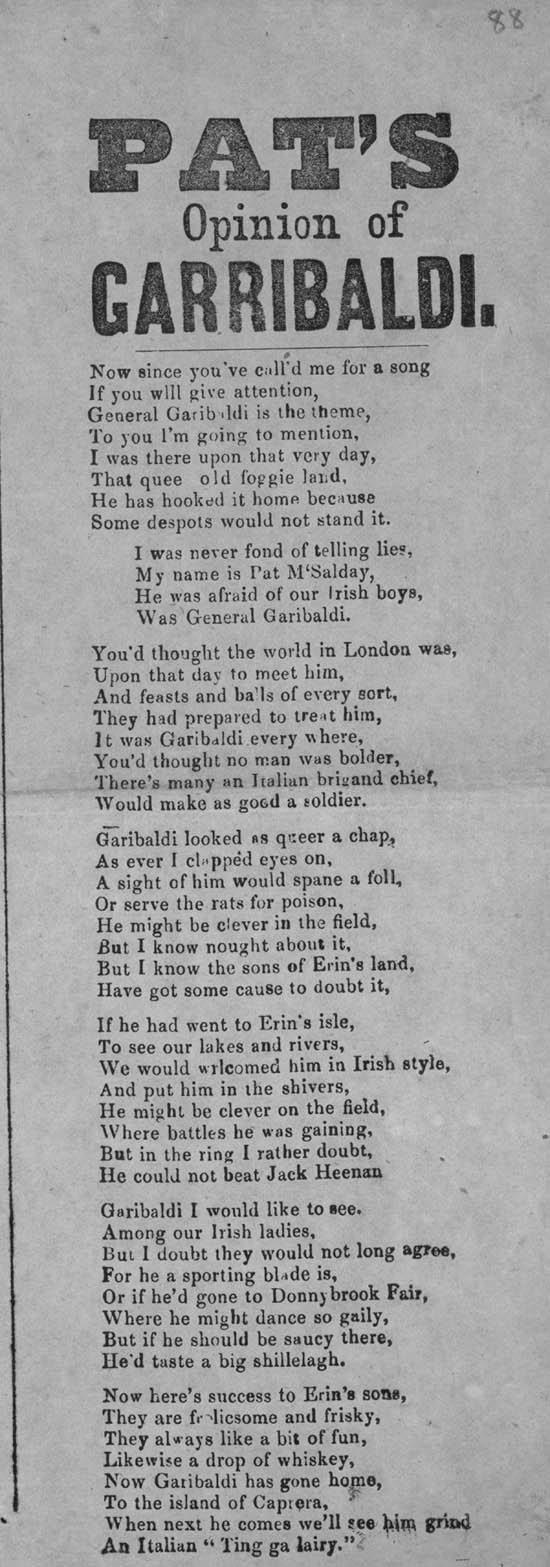 88
PAT'S
Opinion of
GARRIBALDI.
Now since you've call'd me for a song
If you wlll give attention,
General Garibaldi is the theme,
To you I'm going to mention,
I was there upon that very day,
That quee old foggie land,
He has hooked it home because
Some despots would not stand it.
I was never fond of telling lies,
My name is Pat M'Salday,
He was afraid of our Irish boys,
Was General Garibaldi.
You'd thought the world in London was,
Upon that day to meet him,
And feasts and balls of every sort,
They had prepared to treat him,
It was Garibaldi every where,
You'd thought no man was bolder,
There's many an Italian brigand chief,
Would make as good a soldier.
Garibaldi looked as queer a chap,
As ever I clapped eyes on,
A sight of him would spane a foll,
Or serve the rats for poison,
He might be clever in the field,
But I know nought about it,
But I know the sons of Erin's land,
Have got some cause to doubt it,
If he had went to Erin's isle,
To see our lakes and rivers,
We would wrlcomed him in Irish style,
And put him in the shivers,
He might be clever on the field,
Where battles he was gaining,
But in the ring I rather doubt,
He could not beat Jack Heenan
Garibaldi I would like to see.
Among our Irish ladies,
But I doubt they would not long agree,
For he a sporting blade is,
Or if he'd gone to Donnybrook Fair,
Where he might dance so gaily,
But if he should be saucy there,
He'd taste a big shillelagh.
Now here's success to Erin's sons,
They are frolicsome and frisky,
They always like a bit of fun,
Likewise a drop of whiskey,
Now Garibaldi has gone home,
To the island of Caprera,
When next he comes we'll see him grind
An Italian "Ting ga lairy."